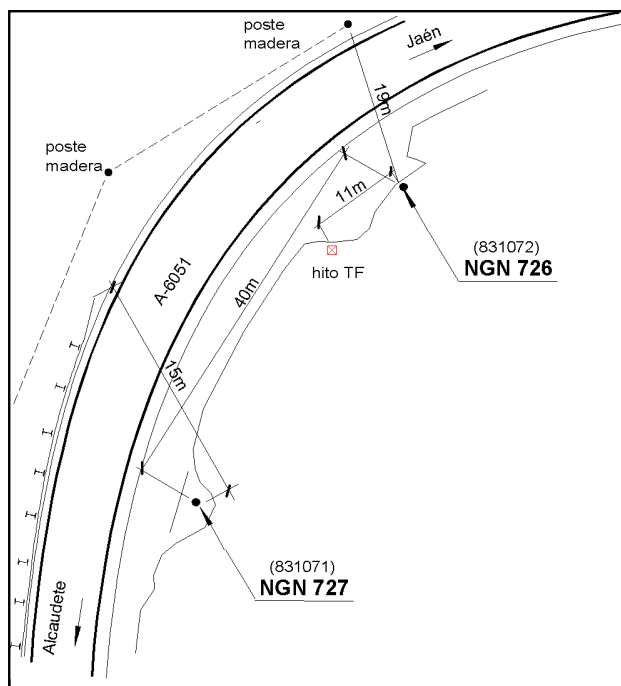 poste
madera
Jaén
19m
poste
madera
11m
(831072)
NGN 726
hito TF
A-6051
40m
15m
(831071)
NGN 727
Alcaudete